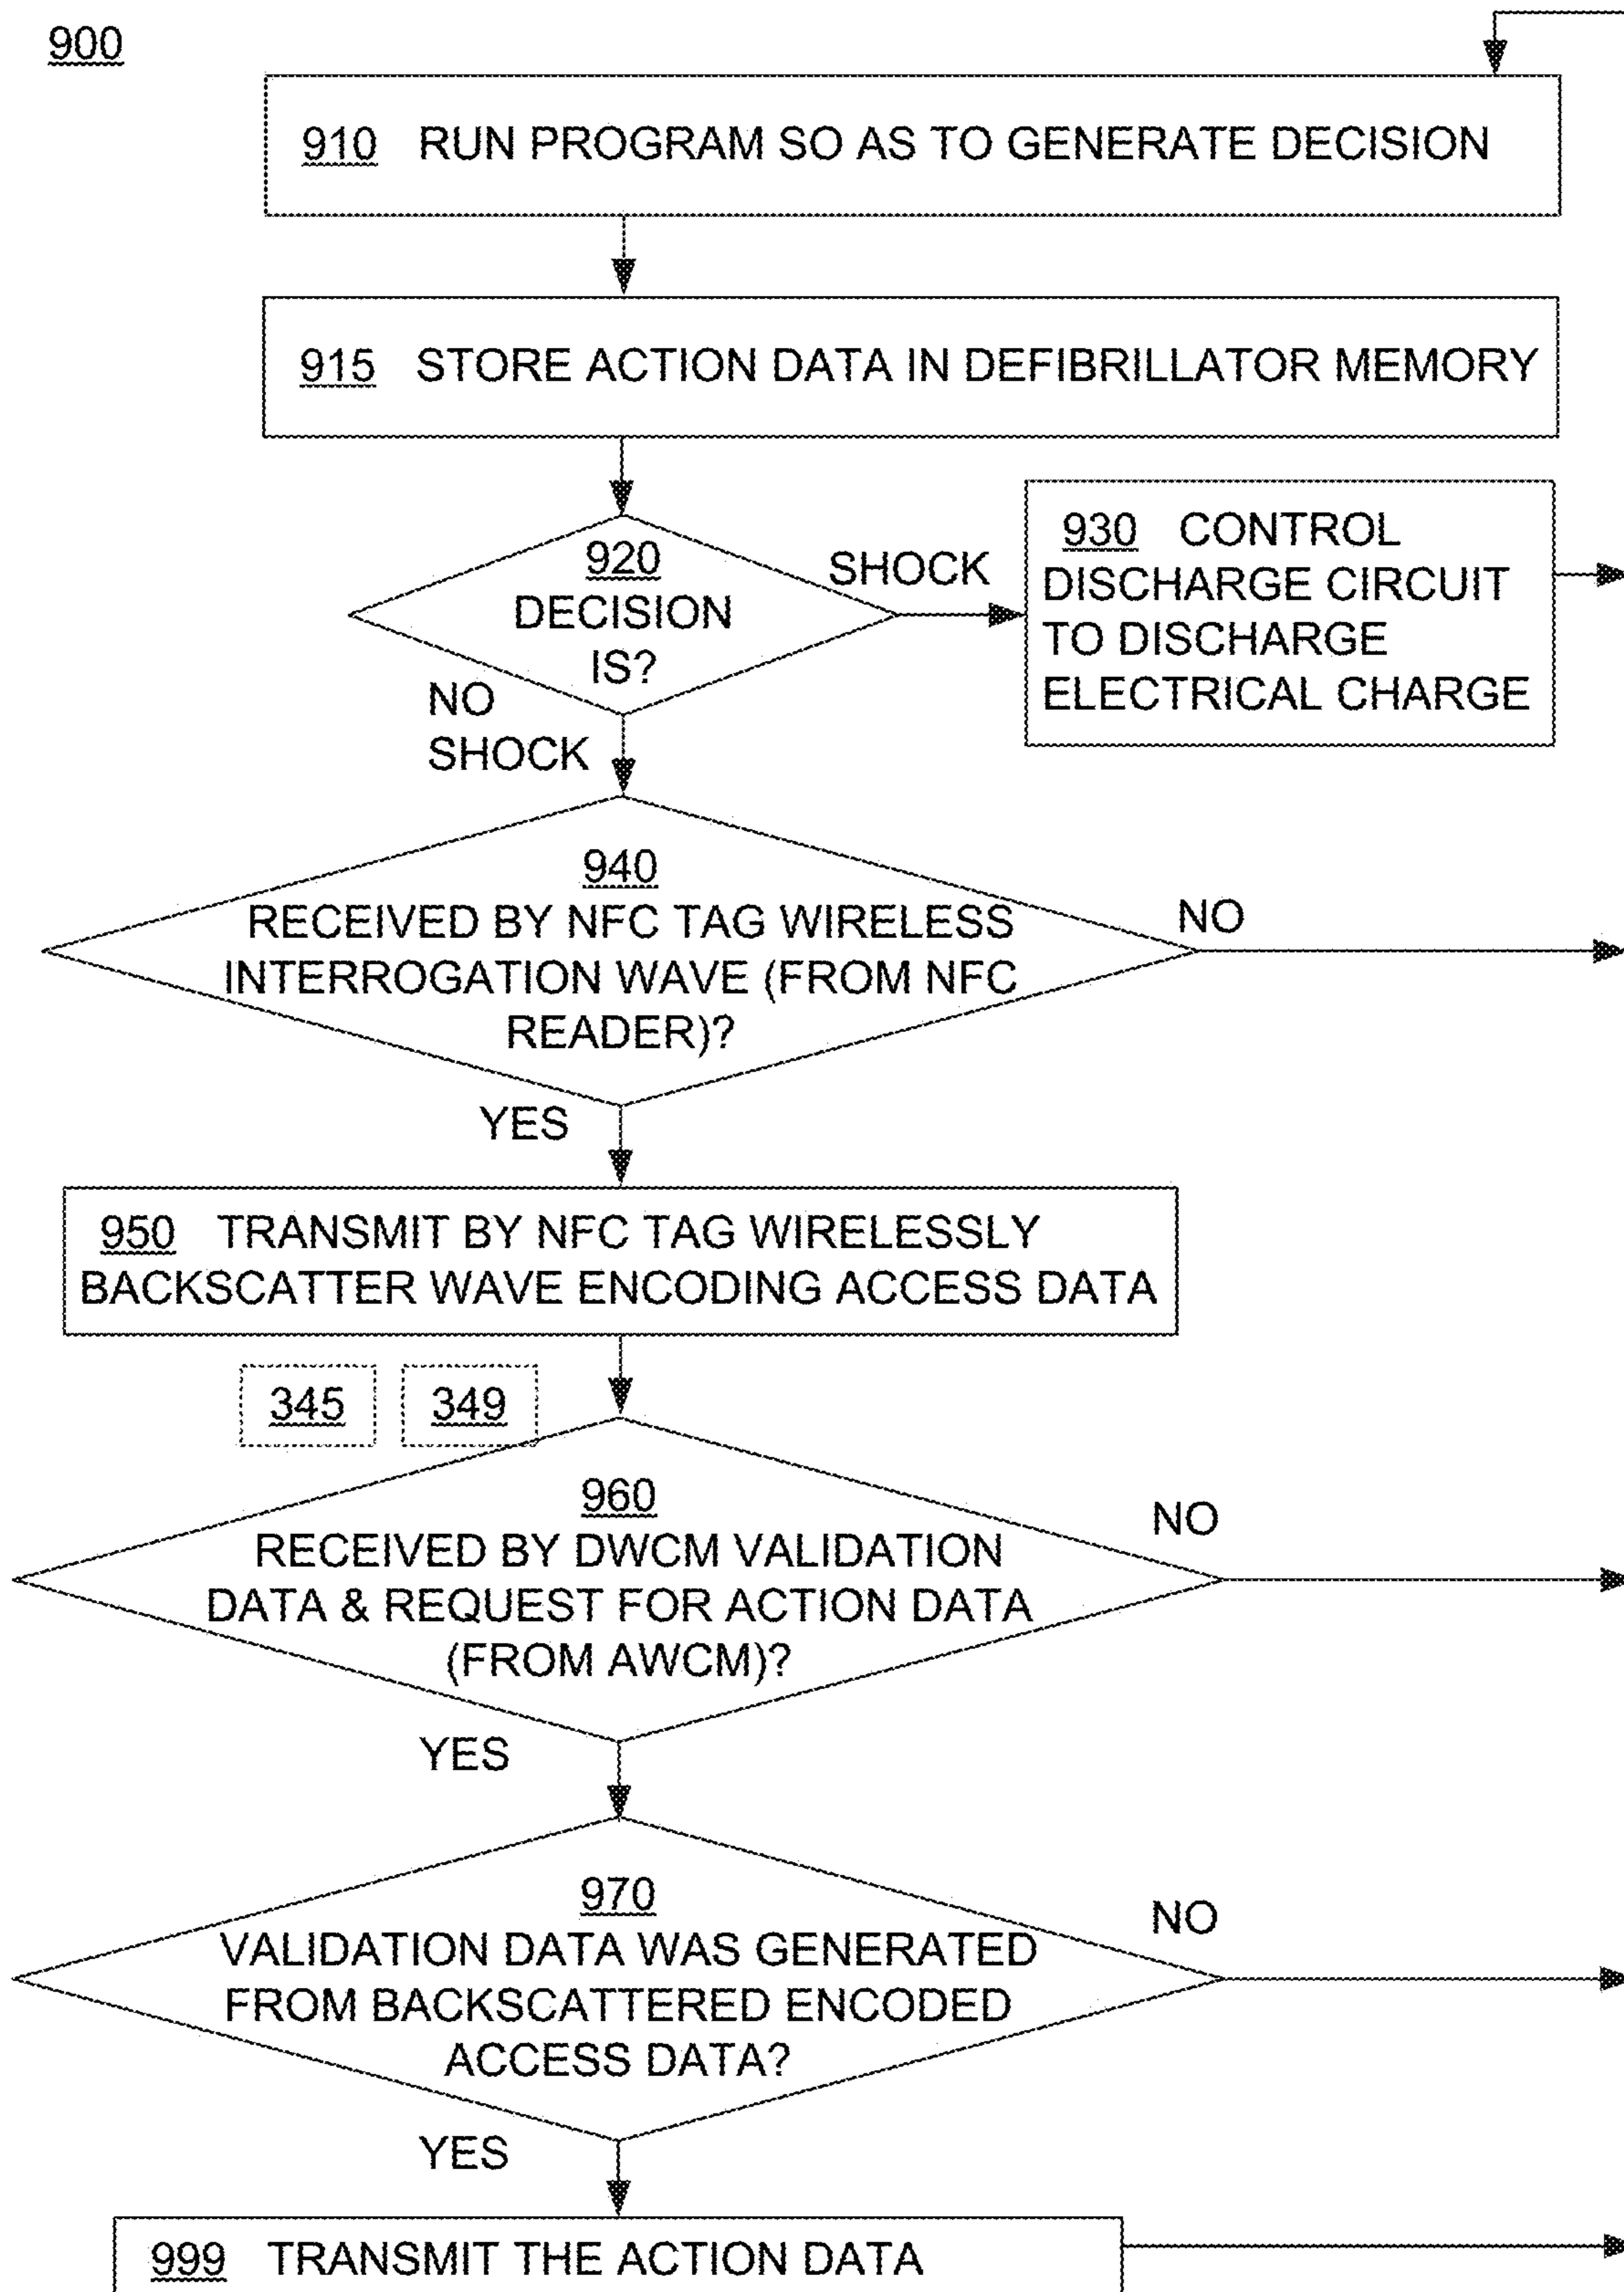 900
910 RUN PROGRAM SO AS TO GENERATE DECISION
915 STORE ACTION DATA IN DEFIBRILLATOR MEMORY
920
DECISION
IS?
SHOCK
930 CONTROL
DISCHARGE CIRCUIT
TO DISCHARGE
ELECTRICAL CHARGE
NO
SHOCK
940
RECEIVED BY NFC TAG WIRELESS
INTERROGATION WAVE (FROM NFC
READER)?
NO
YES
950 TRANSMIT BY NFC TAG WIRELESSLY
BACKSCATTER WAVE ENCODING ACCESS DATA
345 349
960
RECEIVED BY DWCM VALIDATION
DATA & REQUEST FOR ACTION DATA
(FROM AWCM)?
NO
YES
970
VALIDATION DATA WAS GENERATED
FROM BACKSCATTERED ENCODED
ACCESS DATA?
NO
YES
999 TRANSMIT THE ACTION DATA